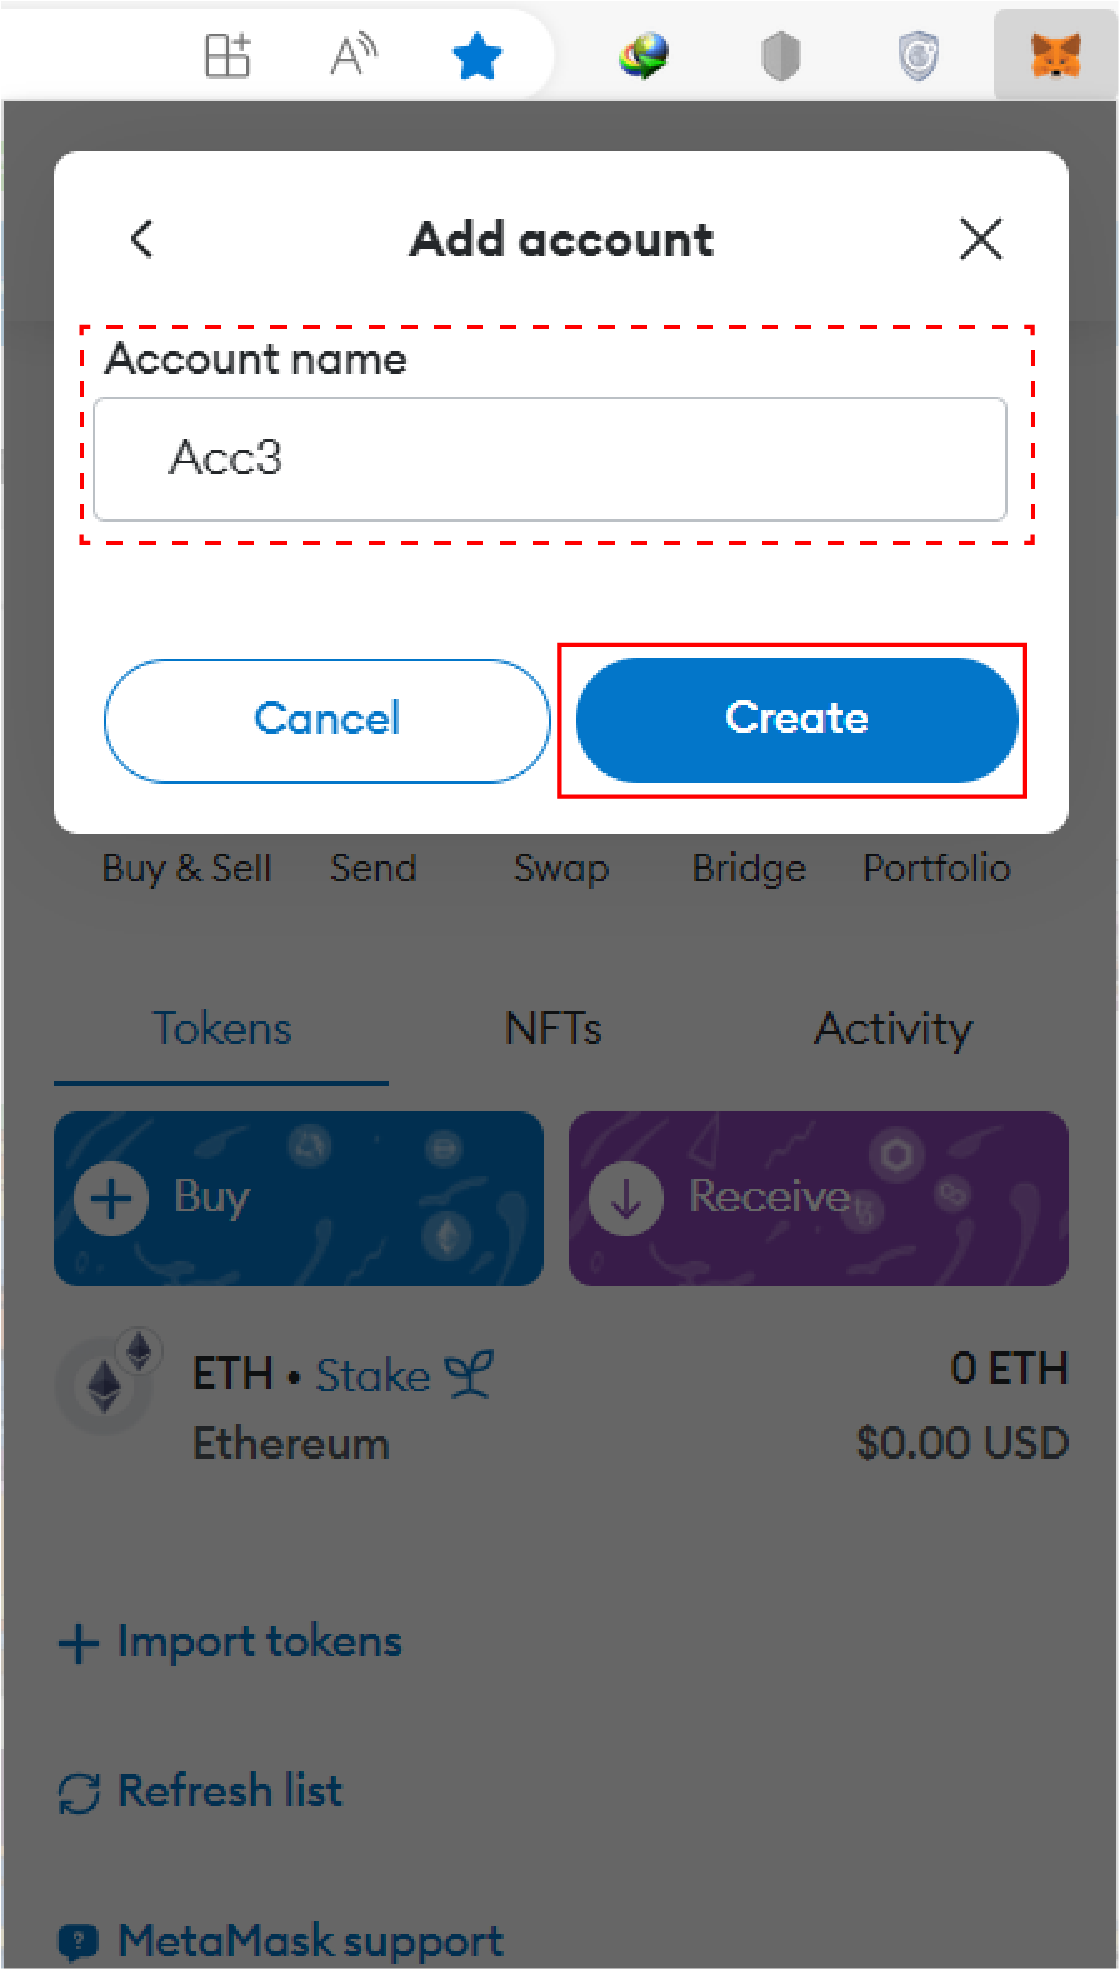 Add account
Account name
Acc3
Cancel
Create
Buy & Sell
Send
Swap
Bridge
Portfolio
Tokens
NFTs
Activity
Buy
Receive
ETH • Stake
0 ETH
Ethereum
$0.00 USD
Import tokens
Refresh list
MetaMask support